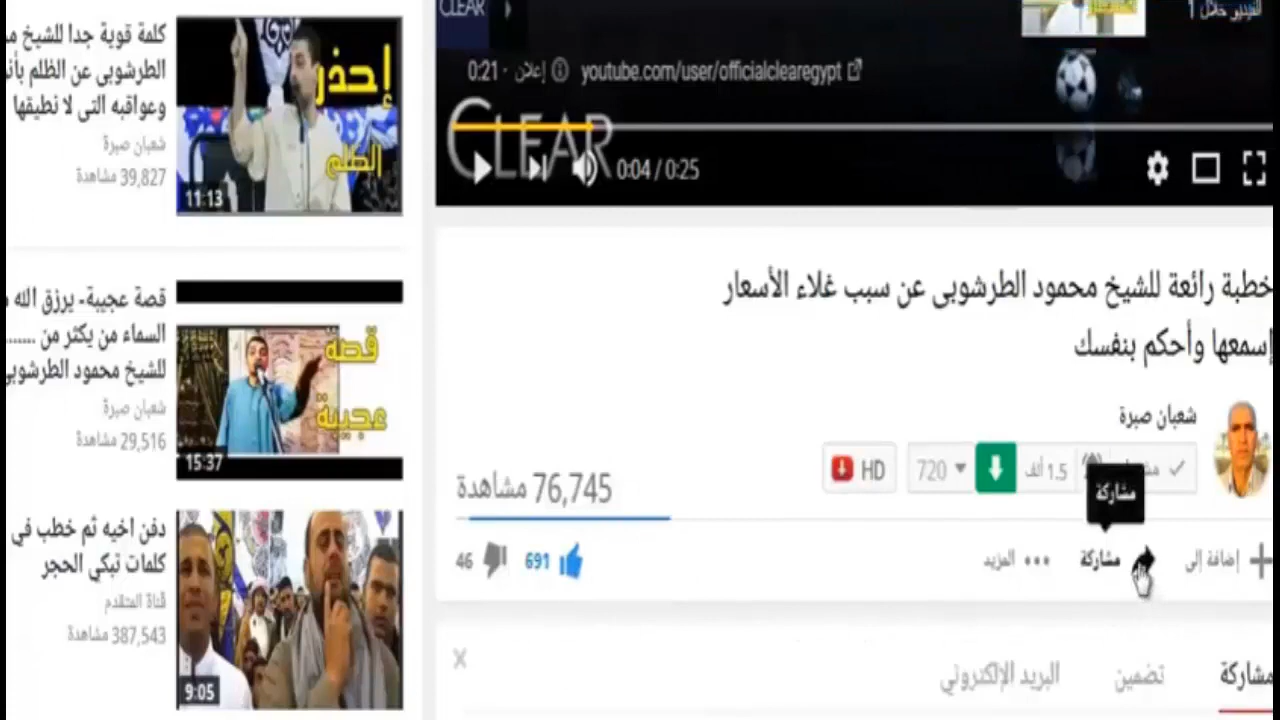 CLEAR
الفيديو خلال 1
0:21 · إعلان ⓘ youtube.com/user/officialclearegypt
CLEAR
0:04 / 0:25
خطبة رائعة للشيخ محمود الطرشوبى عن سبب غلاء الأسعار
إسمعها وأحكم بنفسك
شعبان صبرة
1.5 ألف
720
HD
76,745 مشاهدة
مشاركة
إضافة إلى
مشاركة
••• المزيد
691
46
مشاركة
تضمين
البريد الإلكتروني
كلمة قوية جدا للشيخ
الطرشوبى عن الظلم
وعواقبه التى لا نطيقها
شعبان صبرة
39,827 مشاهدة
إحذر
الظلم
11:13
قصة عجيبة- يرزق الله
السماء من يكثر من .......
للشيخ محمود الطرشوبى
شعبان صبرة
29,516 مشاهدة
قصة
عجيبة
15:37
دفن اخيه ثم خطب في
كلمات تبكي الحجر
قناة المتقدم
387,543 مشاهدة
9:05